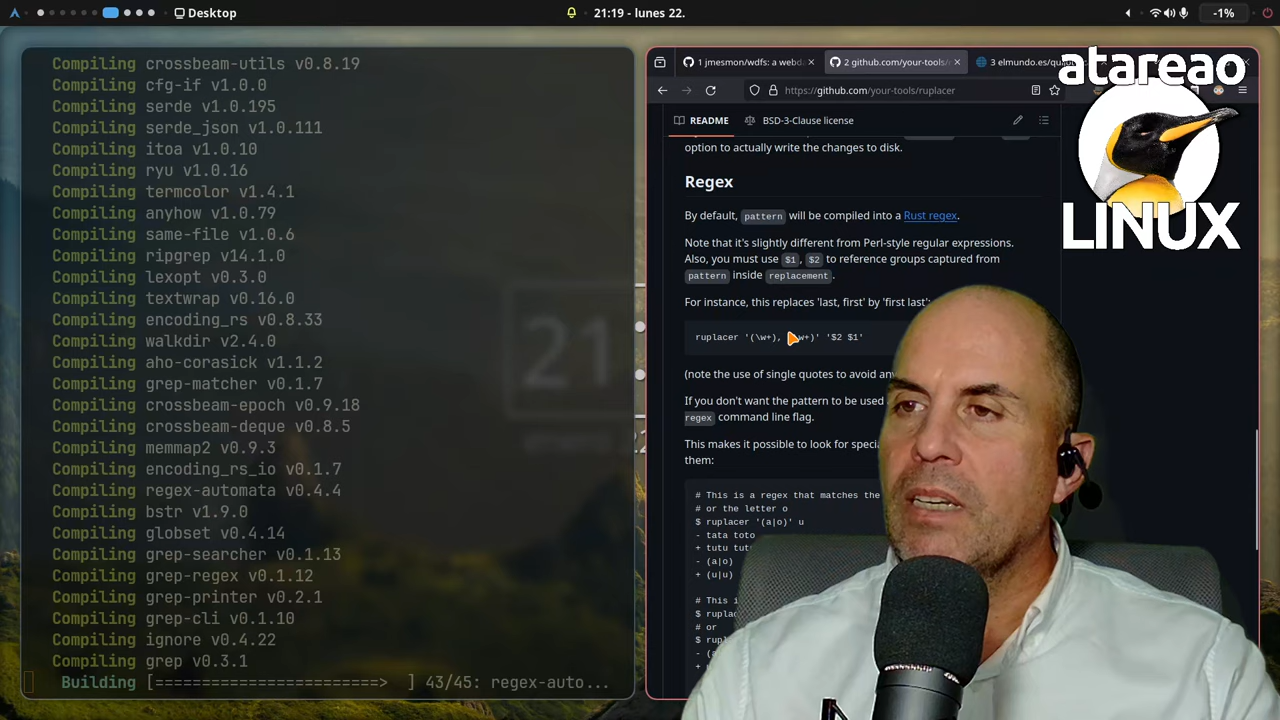 Desktop
21:19 - lunes 22.
-1%
Compiling crossbeam-utils v0.8.19
Compiling cfg-if v1.0.0
Compiling serde v1.0.195
Compiling serde_json v1.0.111
Compiling itoa v1.0.10
Compiling ryu v1.0.16
Compiling termcolor v1.4.1
Compiling anyhow v1.0.79
Compiling same-file v1.0.6
Compiling ripgrep v14.1.0
Compiling lexopt v0.3.0
Compiling textwrap v0.16.0
Compiling encoding_rs v0.8.33
Compiling walkdir v2.4.0
Compiling aho-corasick v1.1.2
Compiling grep-matcher v0.1.7
Compiling crossbeam-epoch v0.9.18
Compiling crossbeam-deque v0.8.5
Compiling memmap2 v0.9.3
Compiling encoding_rs_io v0.1.7
Compiling regex-automata v0.4.4
Compiling bstr v1.9.0
Compiling globset v0.4.14
Compiling grep-searcher v0.1.13
Compiling grep-regex v0.1.12
Compiling grep-printer v0.2.1
Compiling grep-cli v0.1.10
Compiling ignore v0.4.22
Compiling grep v0.3.1
Building [========================> ] 43/45: regex-auto...
21
1 jmesmon/wdfs: a webda
2 github.com/your-tools/r
3 elmundo.es/qu
https://github.com/your-tools/ruplacer
README
BSD-3-Clause license
option to actually write the changes to disk.
Regex
By default, pattern will be compiled into a Rust regex.
Note that it's slightly different from Perl-style regular expressions.
Also, you must use $1, $2 to reference groups captured from
pattern inside replacement.
For instance, this replaces 'last, first' by 'first last':
ruplacer '(\w+), w+)' '$2 $1'
(note the use of single quotes to avoid any
If you don't want the pattern to be used a
regex command line flag.
This makes it possible to look for specia
them:
# This is a regex that matches the
# or the letter o
$ ruplacer '(a|o)' u
- tata toto
+ tutu tut
- (a|o)
+ (u|u)
# This i
$ ruplac
# or
$ rupl
-
+
atareao
LINUX